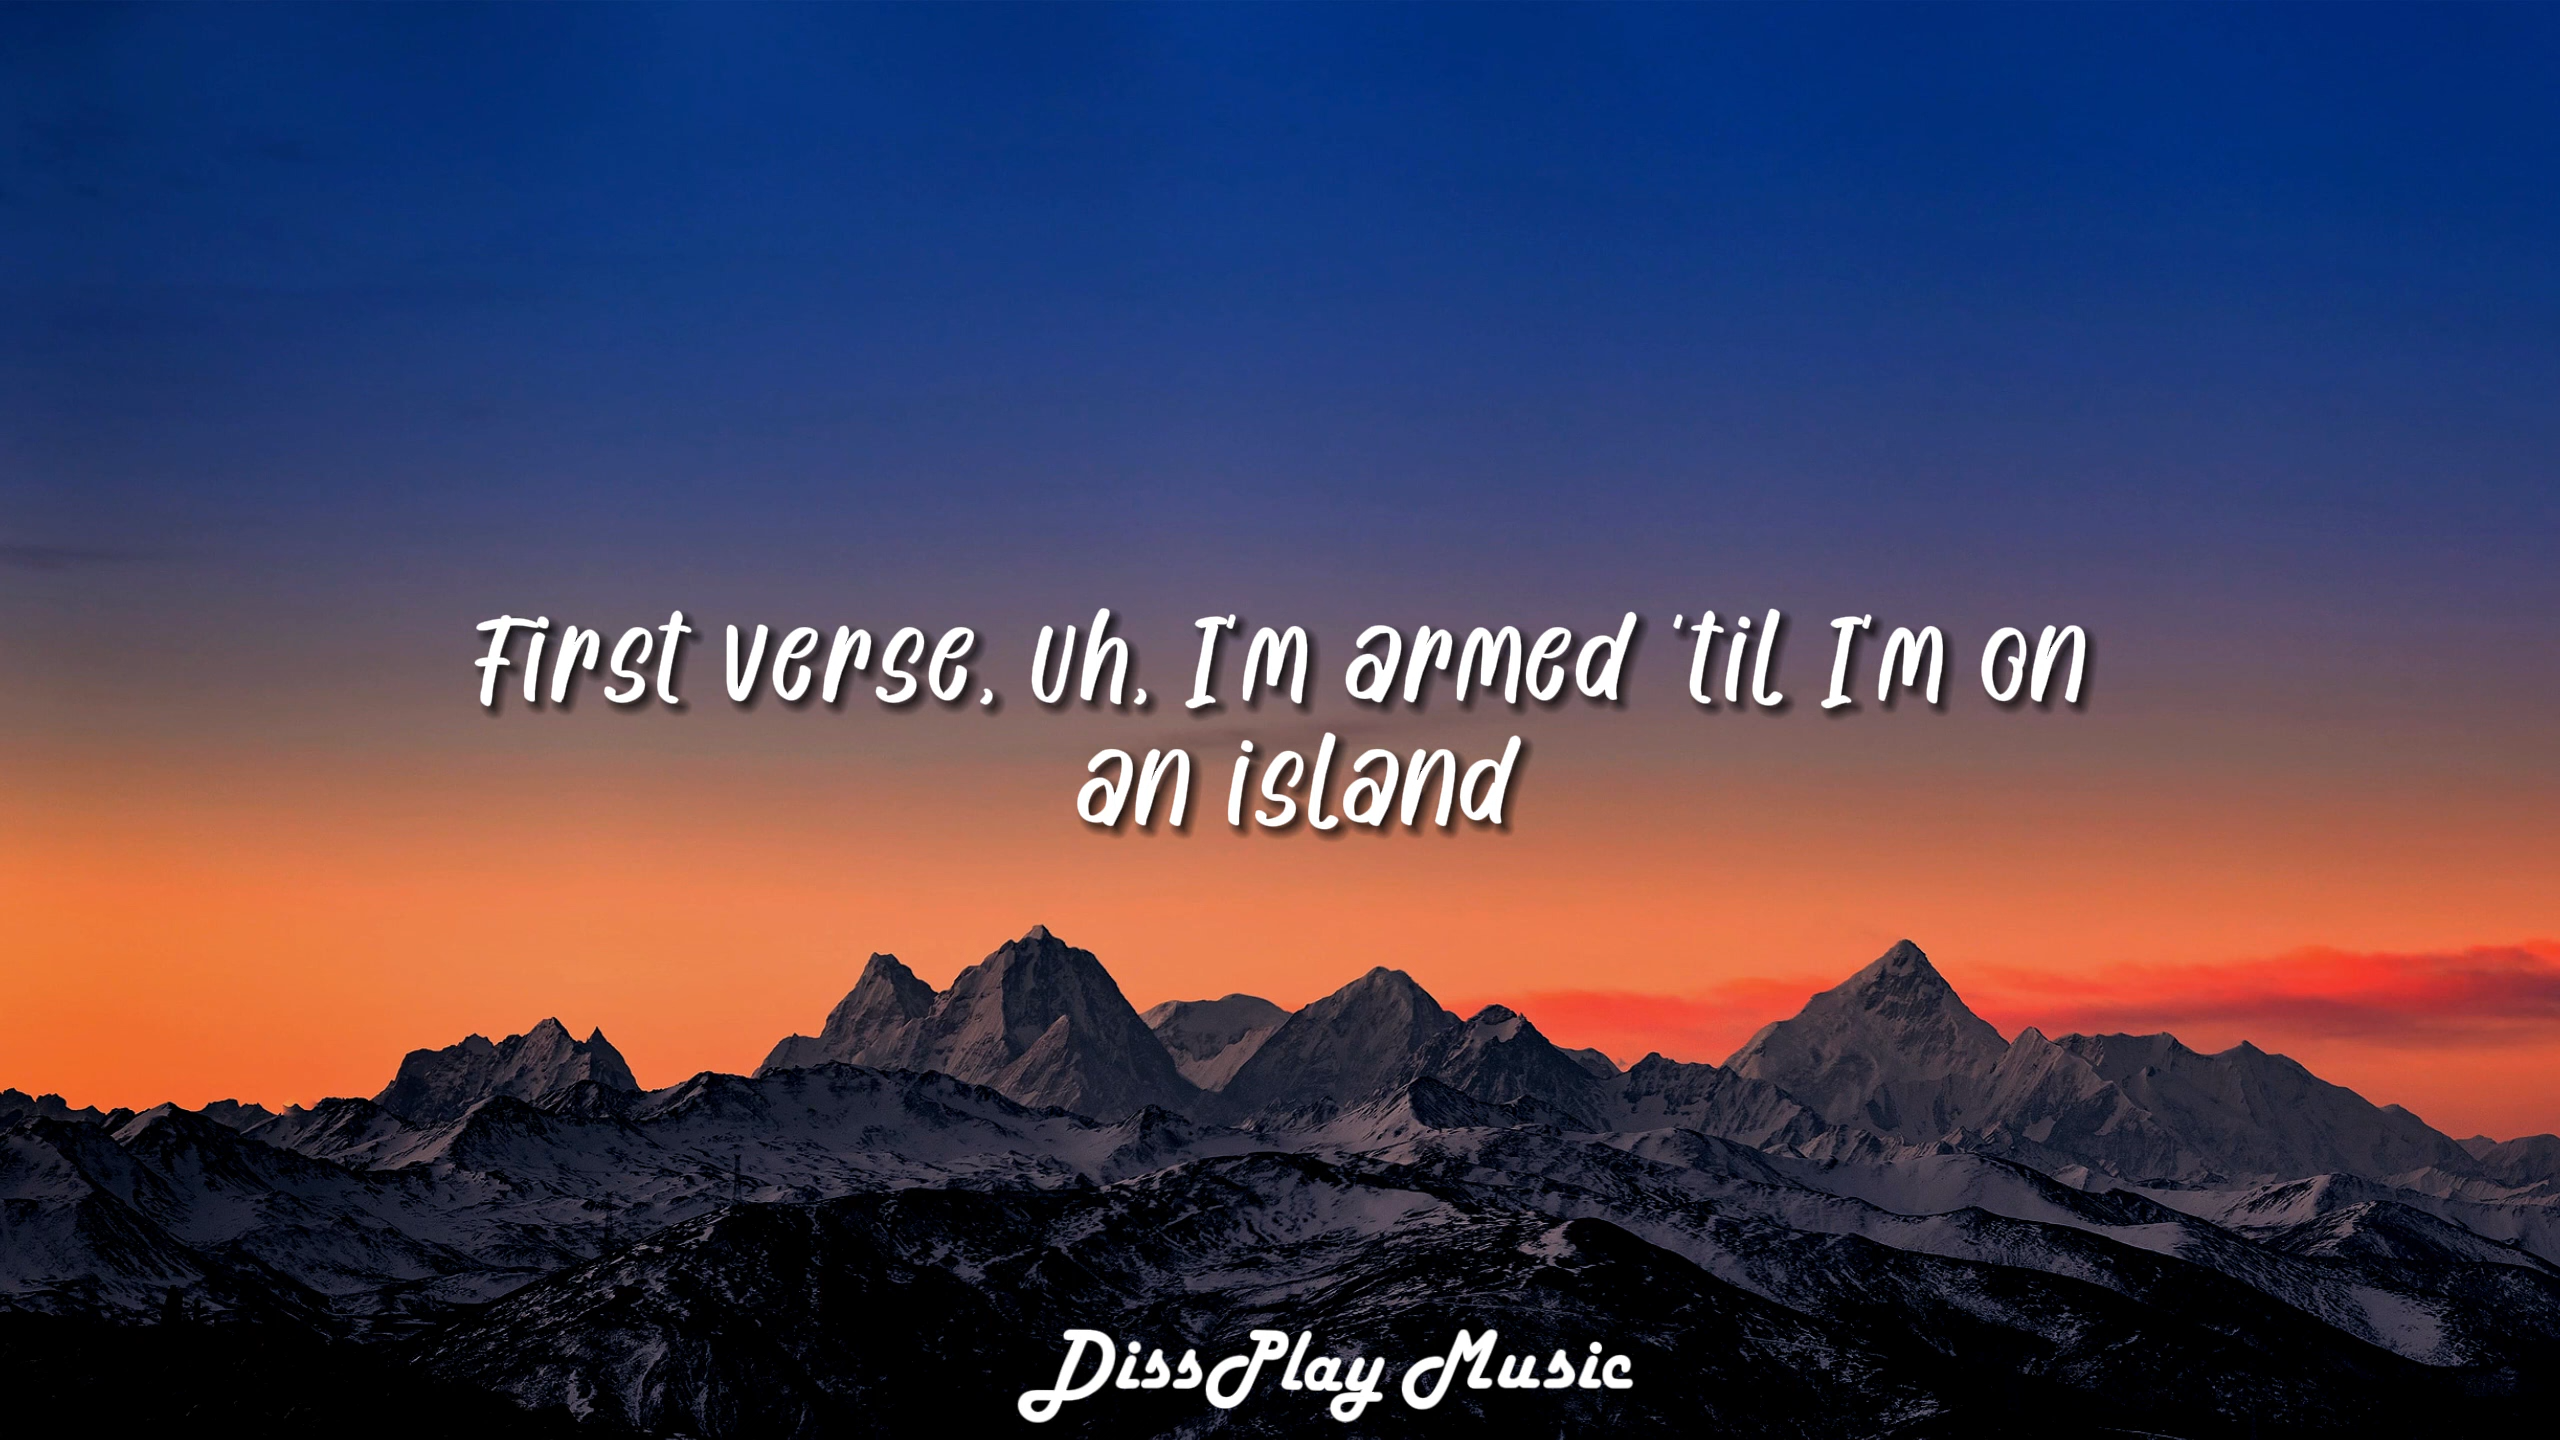 First verse, uh, I'm armed 'til I'm on
an island
DissPlay Music